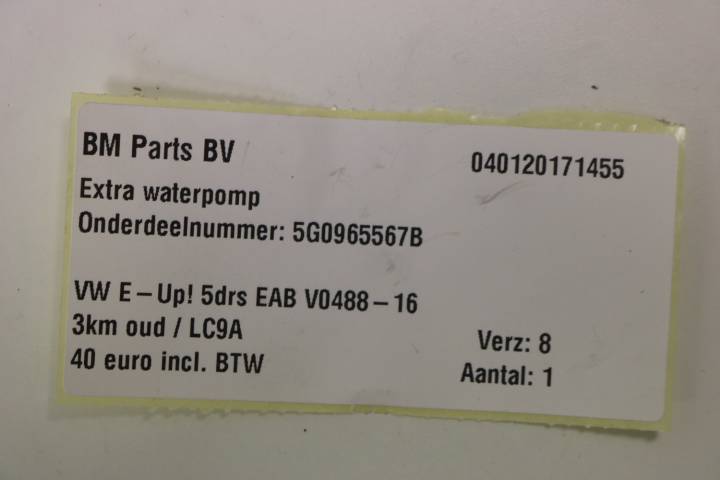 BM Parts BV 040120171455
Extra waterpomp
Onderdeelnummer: 5G0965567B
VW E-Up! 5drs EAB V0488-16
3km oud / LC9A Verz: 8
40 euro incl. BTW Aantal: 1